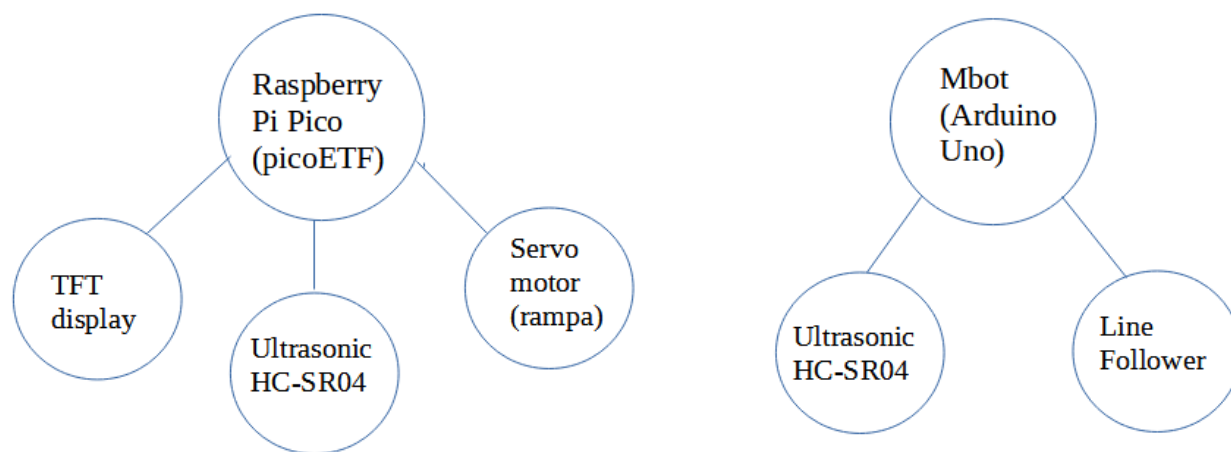 Raspberry
Pi Pico
(picoETF)
TFT
display
Ultrasonic
HC-SR04
Servo
motor
(rampa)
Mbot
(Arduino
Uno)
Ultrasonic
HC-SR04
Line
Follower